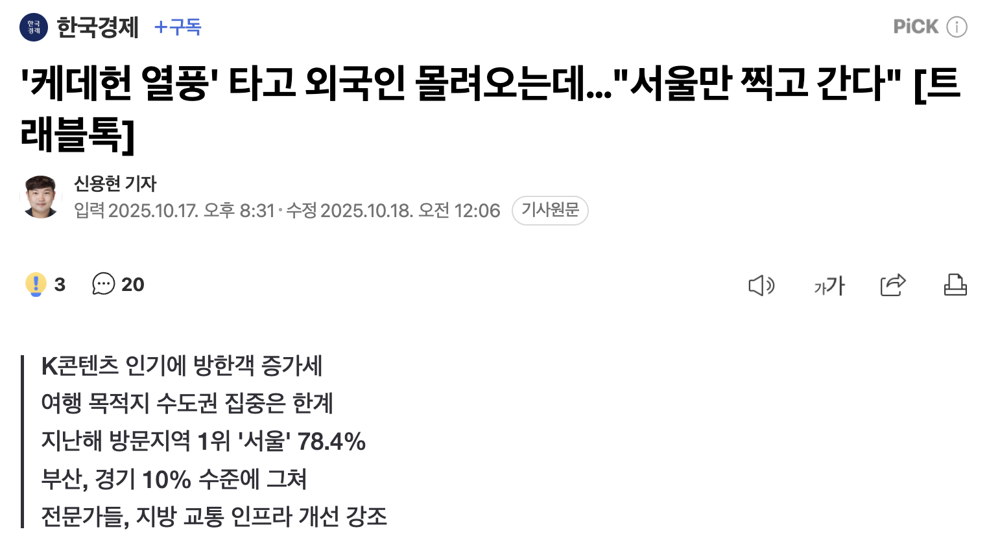 한국
경제
한국경제 +구독
PiCK i
'케데헌 열풍' 타고 외국인 몰려오는데..."서울만 찍고 간다" [트
래블톡]
신용현 기자
입력 2025.10.17. 오후 8:31 · 수정 2025.10.18. 오전 12:06 기사원문
3 20
가가
K콘텐츠 인기에 방한객 증가세
여행 목적지 수도권 집중은 한계
지난해 방문지역 1위 '서울' 78.4%
부산, 경기 10% 수준에 그쳐
전문가들, 지방 교통 인프라 개선 강조